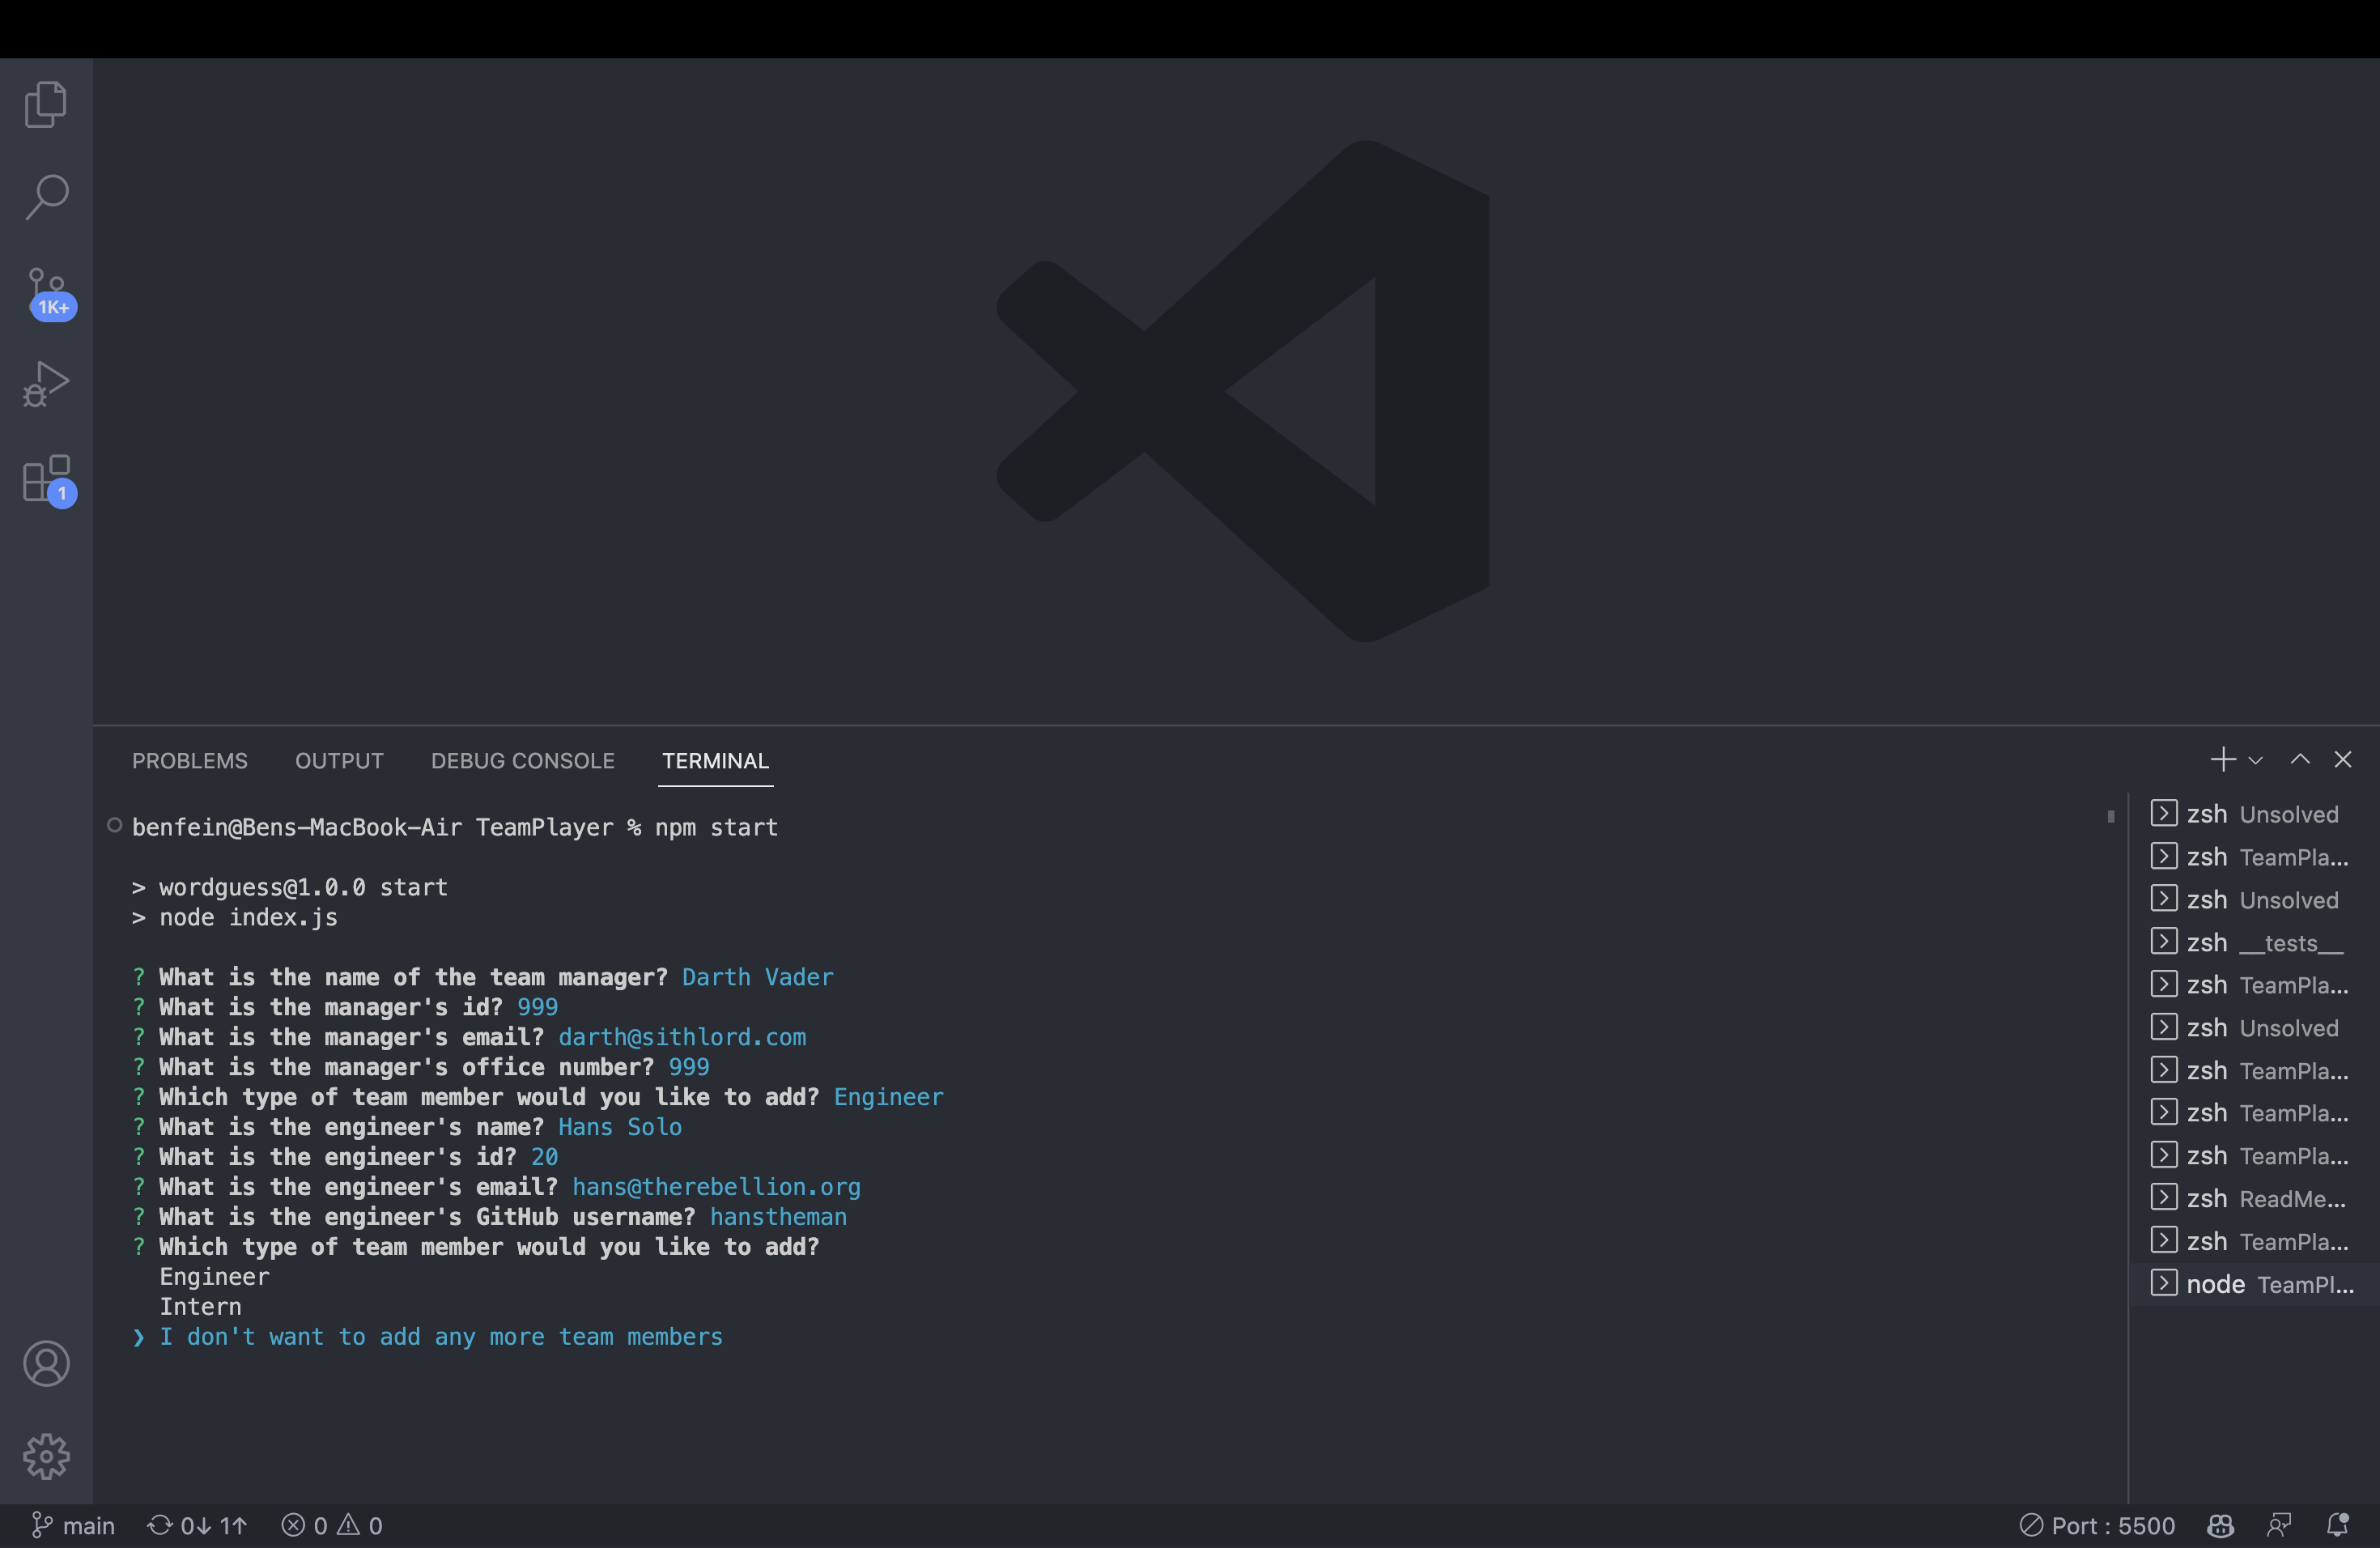 1K+
1
PROBLEMS OUTPUT DEBUG CONSOLE TERMINAL
benfein@Bens-MacBook-Air TeamPlayer % npm start
> wordguess@1.0.0 start
> node index.js
? What is the name of the team manager? Darth Vader
? What is the manager's id? 999
? What is the manager's email? darth@sithlord.com
? What is the manager's office number? 999
? Which type of team member would you like to add? Engineer
? What is the engineer's name? Hans Solo
? What is the engineer's id? 20
? What is the engineer's email? hans@therebellion.org
? What is the engineer's GitHub username? hanstheman
? Which type of team member would you like to add?
Engineer
Intern
❯ I don't want to add any more team members
zsh Unsolved
zsh TeamPla...
zsh Unsolved
zsh __tests__
zsh TeamPla...
zsh Unsolved
zsh TeamPla...
zsh TeamPla...
zsh TeamPla...
zsh ReadMe...
zsh TeamPla...
node TeamPl...
main 0↓ 1↑ 0 0 Port : 5500